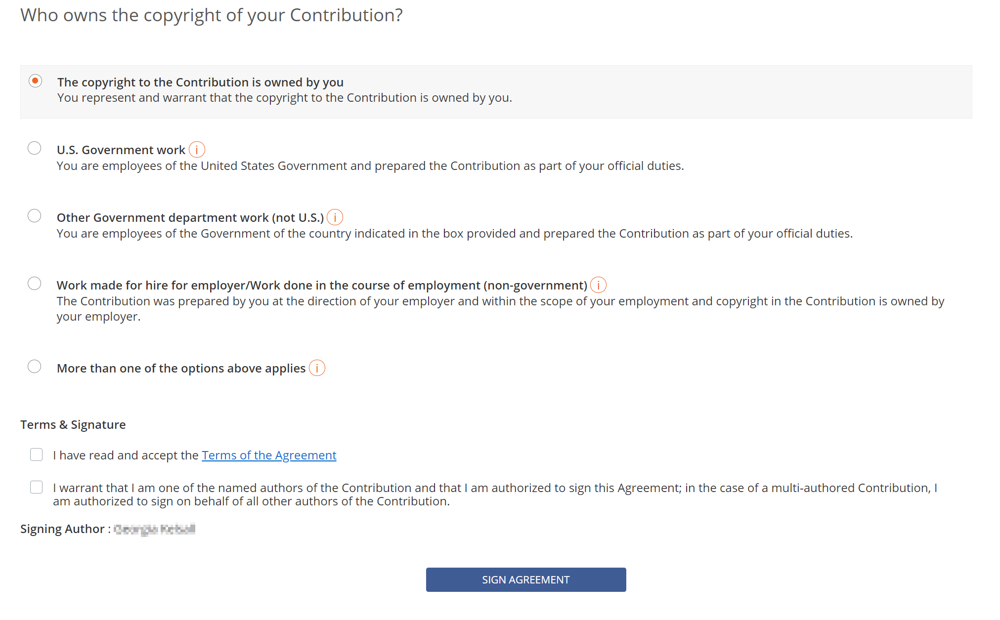 Who owns the copyright of your Contribution?
The copyright to the Contribution is owned by you
You represent and warrant that the copyright to the Contribution is owned by you.
U.S. Government work i
You are employees of the United States Government and prepared the Contribution as part of your official duties.
Other Government department work (not U.S.) i
You are employees of the Government of the country indicated in the box provided and prepared the Contribution as part of your official duties.
Work made for hire for employer/Work done in the course of employment (non-government) i
The Contribution was prepared by you at the direction of your employer and within the scope of your employment and copyright in the Contribution is owned by
your employer.
More than one of the options above applies i
Terms & Signature
I have read and accept the Terms of the Agreement
I warrant that I am one of the named authors of the Contribution and that I am authorized to sign this Agreement; in the case of a multi-authored Contribution, I
am authorized to sign on behalf of all other authors of the Contribution.
Signing Author :
SIGN AGREEMENT